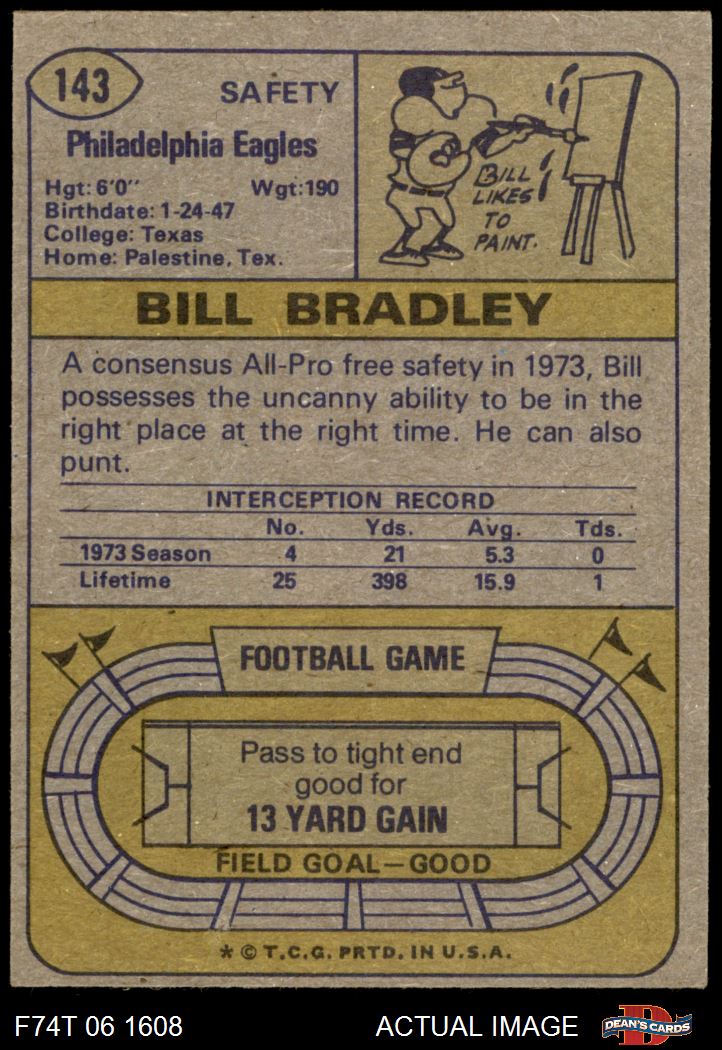 143
SAFETY
Philadelphia Eagles
Hgt: 6'0" Wgt: 190
Birthdate: 1-24-47
College: Texas
Home: Palestine, Tex.
BILL
LIKES
TO
PAINT.
BILL BRADLEY
A consensus All-Pro free safety in 1973, Bill
possesses the uncanny ability to be in the
right place at the right time. He can also
punt.
INTERCEPTION RECORD
No. Yds. Avg. Tds.
1973 Season 4 21 5.3 0
Lifetime 25 398 15.9 1
FOOTBALL GAME
Pass to tight end
good for
13 YARD GAIN
FIELD GOAL—GOOD
* © T.C.G. PRTD. IN U.S.A.
F74T 06 1608 ACTUAL IMAGE
D
DEAN'S CARDS